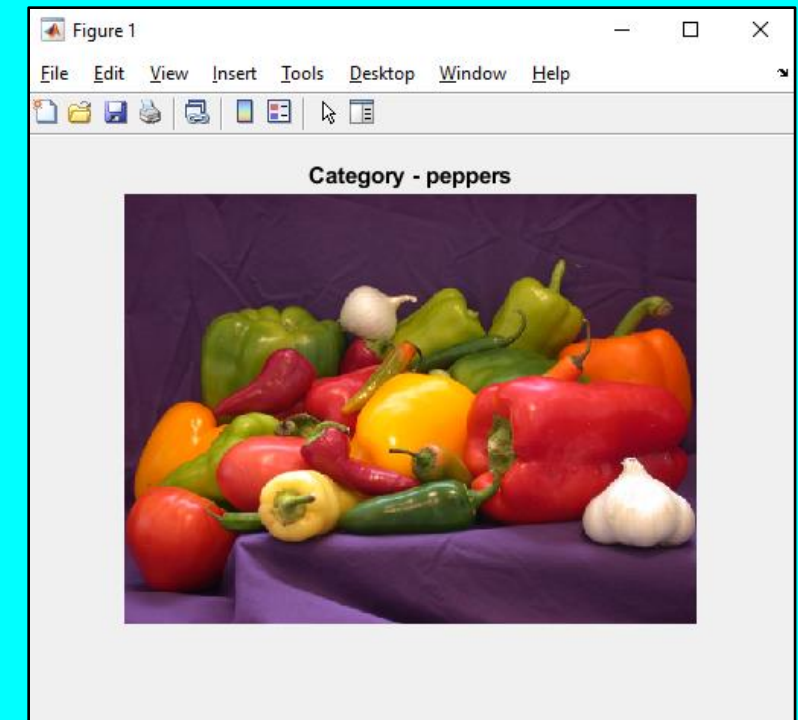 Figure 1
File Edit View Insert Tools Desktop Window Help
Category - peppers